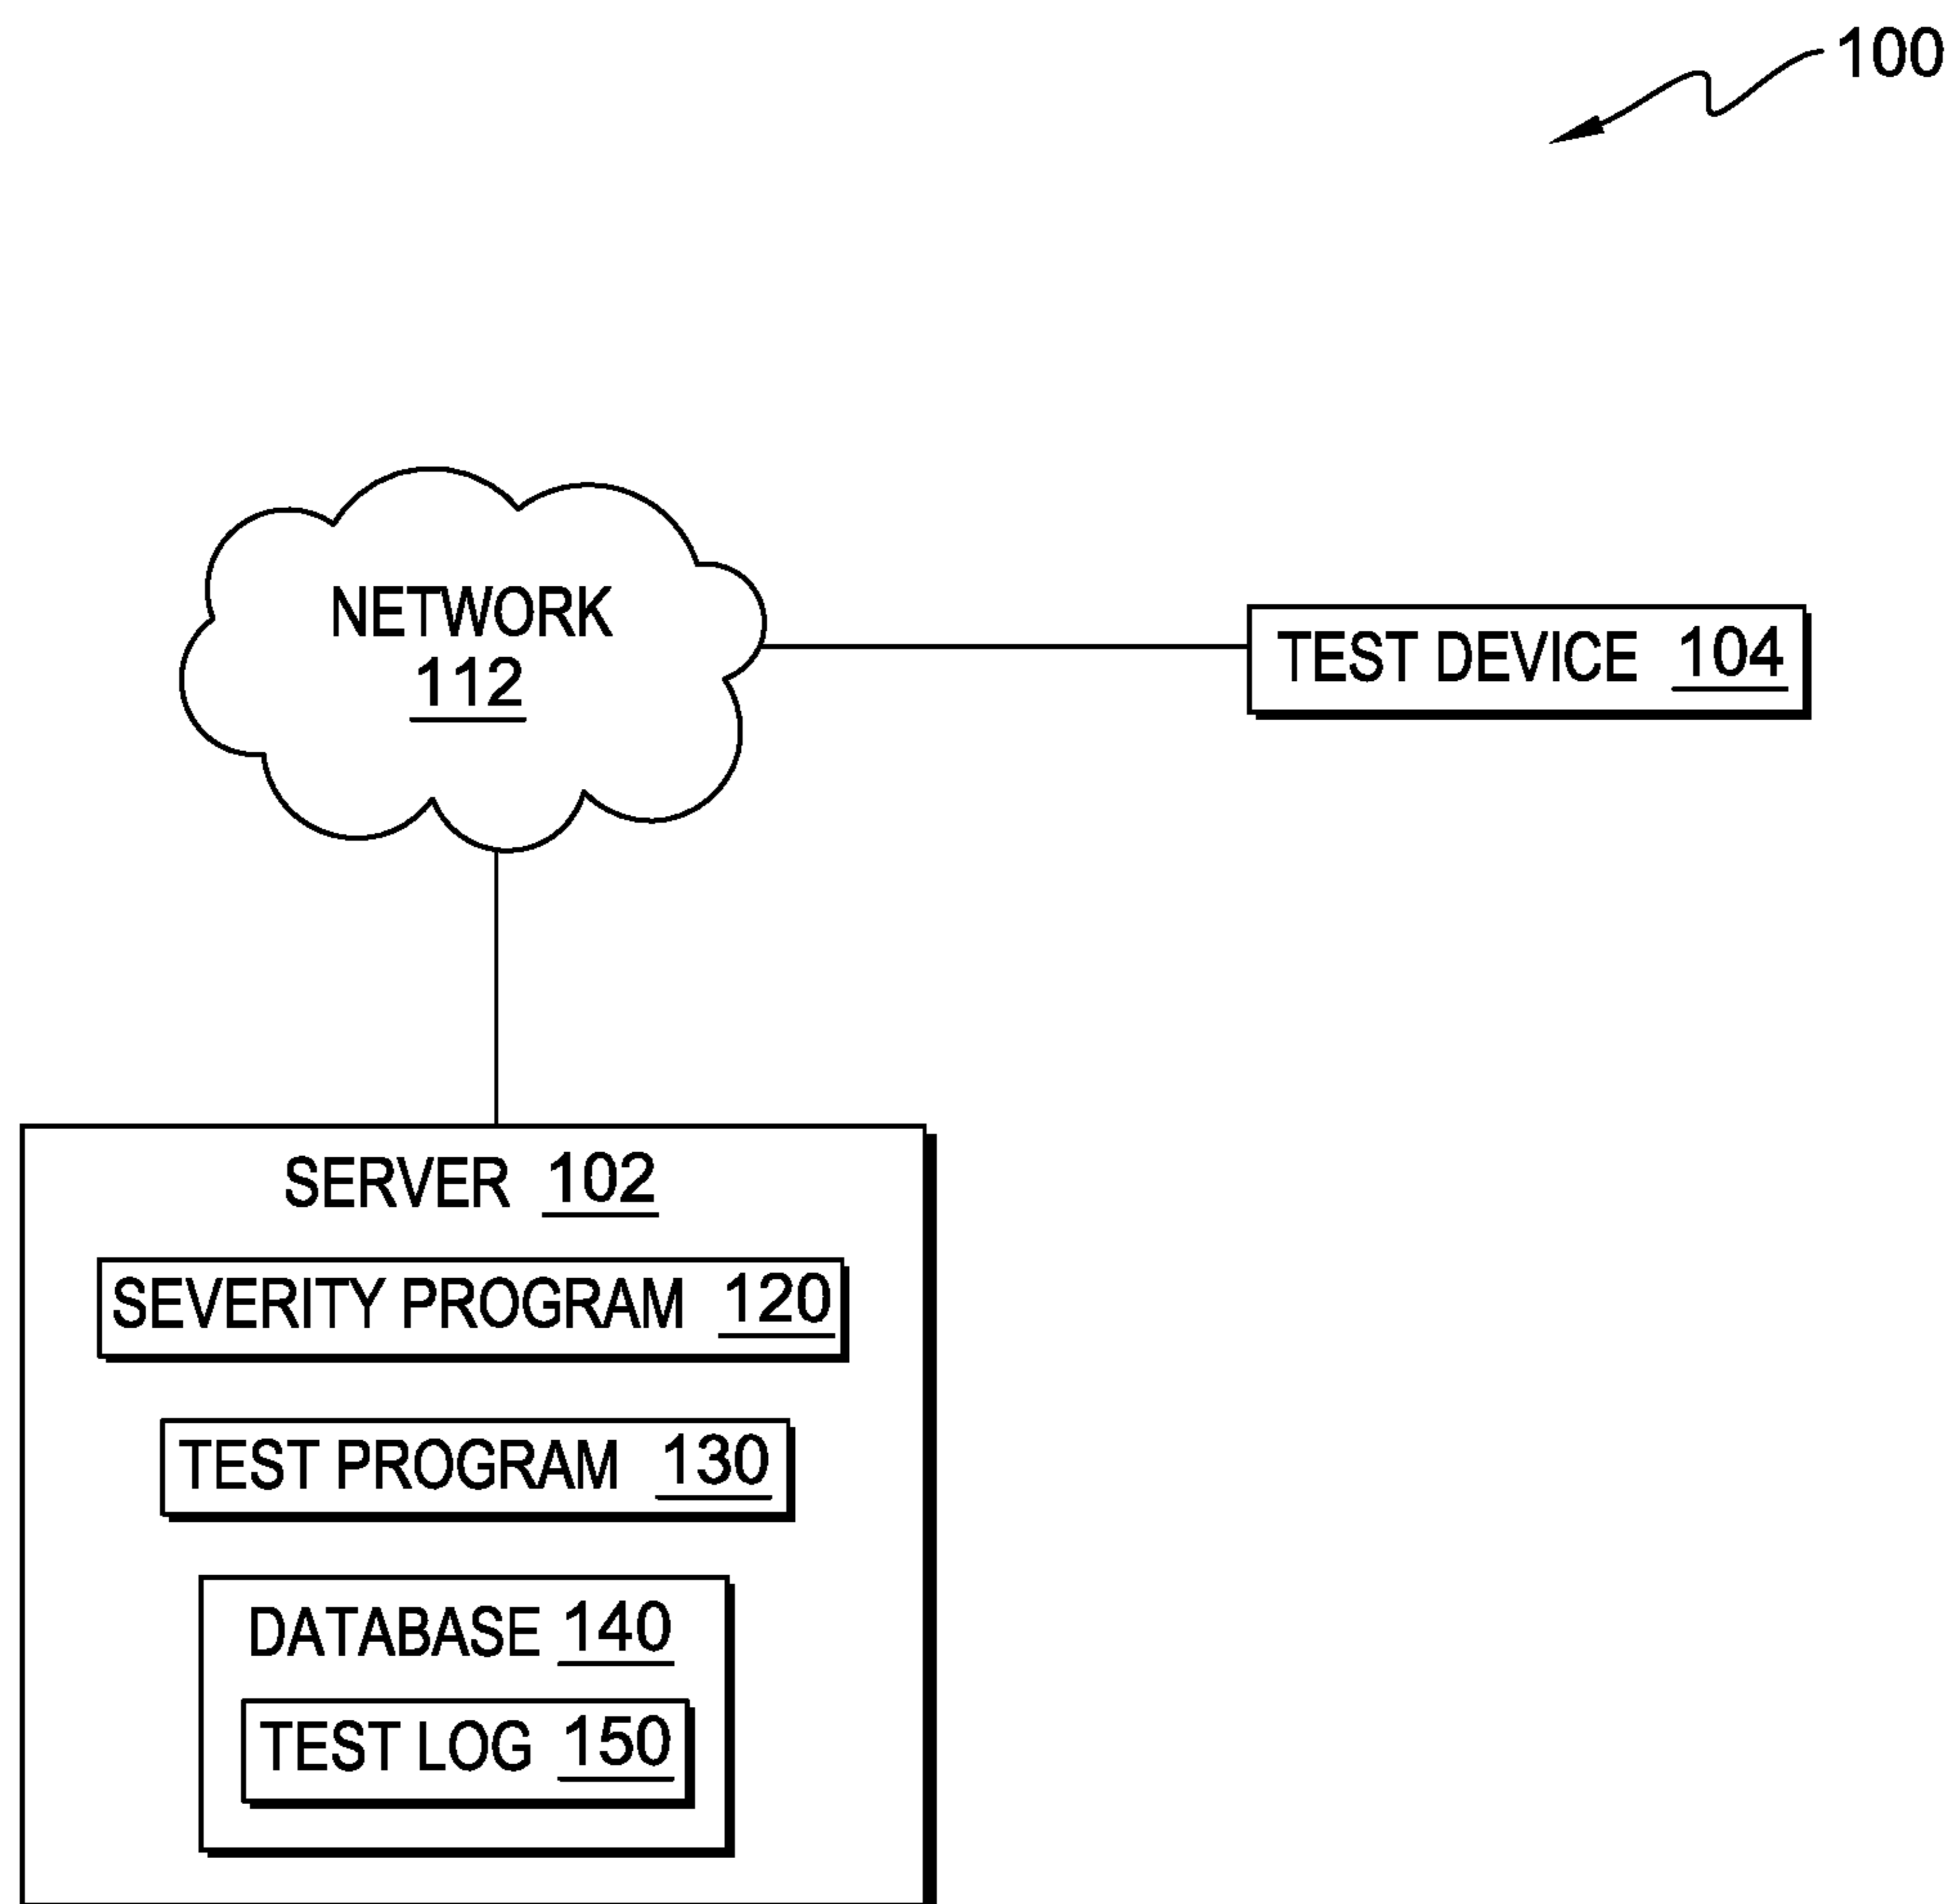 100
NETWORK
112
TEST DEVICE 104
SERVER 102
SEVERITY PROGRAM 120
TEST PROGRAM 130
DATABASE 140
TEST LOG 150